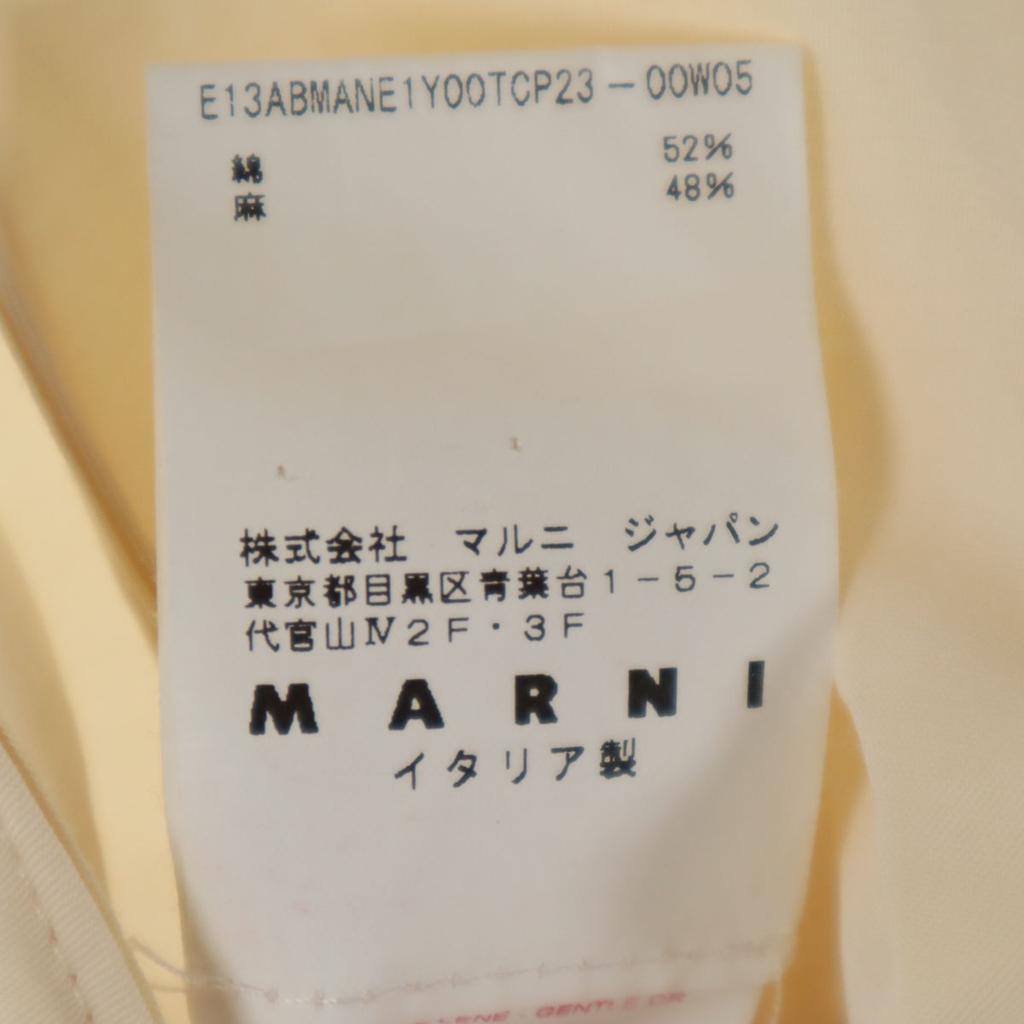 E13ABMANE1Y00TCP23-00W05
綿 52%
麻 48%
株式会社 マルニ ジャパン
東京都目黒区青葉台1-5-2
代官山Ⅳ2F・3F
MARNI
イタリア製
GENTLE OR